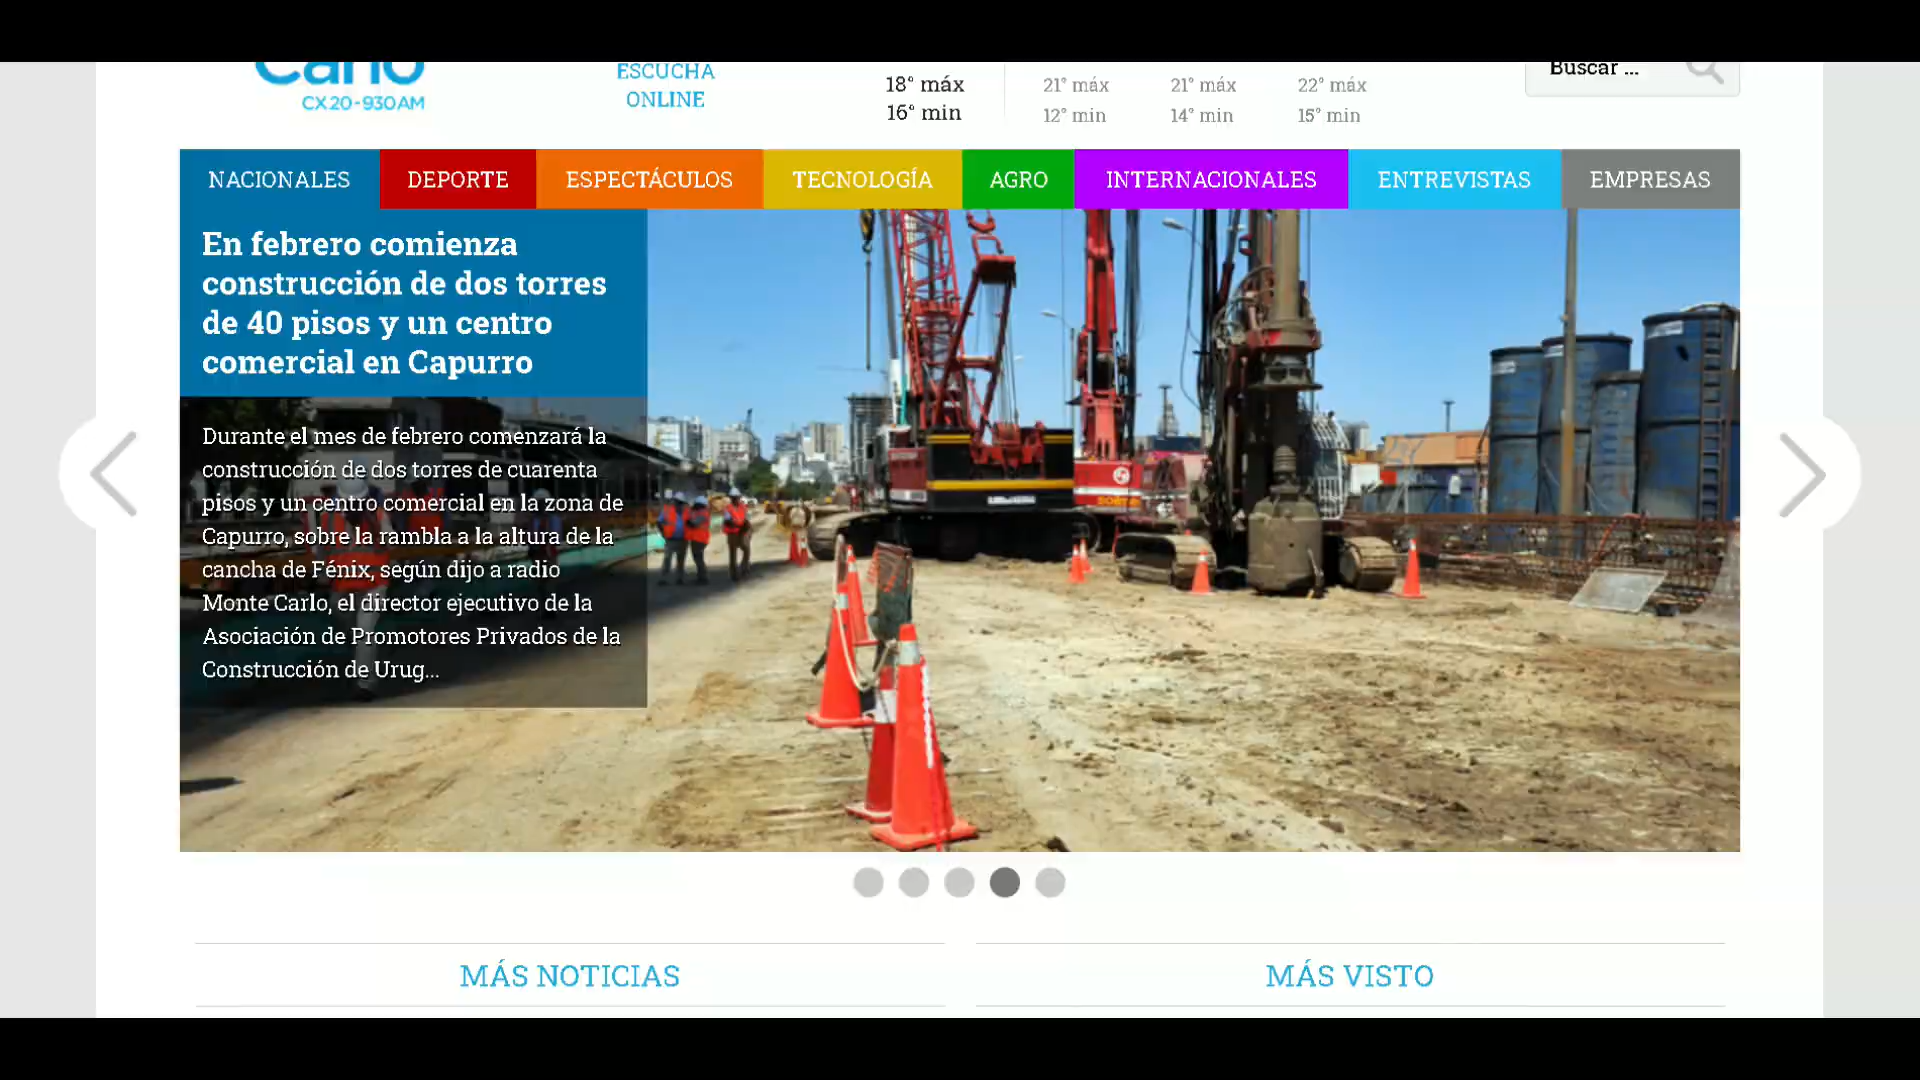 Carlo
CX20-930AM
ESCUCHA
ONLINE
18° máx
16° min
21° máx
12° min
21° máx
14° min
22° máx
15° min
Buscar ...
NACIONALES
DEPORTE
ESPECTÁCULOS
TECNOLOGÍA
AGRO
INTERNACIONALES
ENTREVISTAS
EMPRESAS
En febrero comienza
construcción de dos torres
de 40 pisos y un centro
comercial en Capurro
Durante el mes de febrero comenzará la
construcción de dos torres de cuarenta
pisos y un centro comercial en la zona de
Capurro, sobre la rambla a la altura de la
cancha de Fénix, según dijo a radio
Monte Carlo, el director ejecutivo de la
Asociación de Promotores Privados de la
Construcción de Urug...
MÁS NOTICIAS
MÁS VISTO